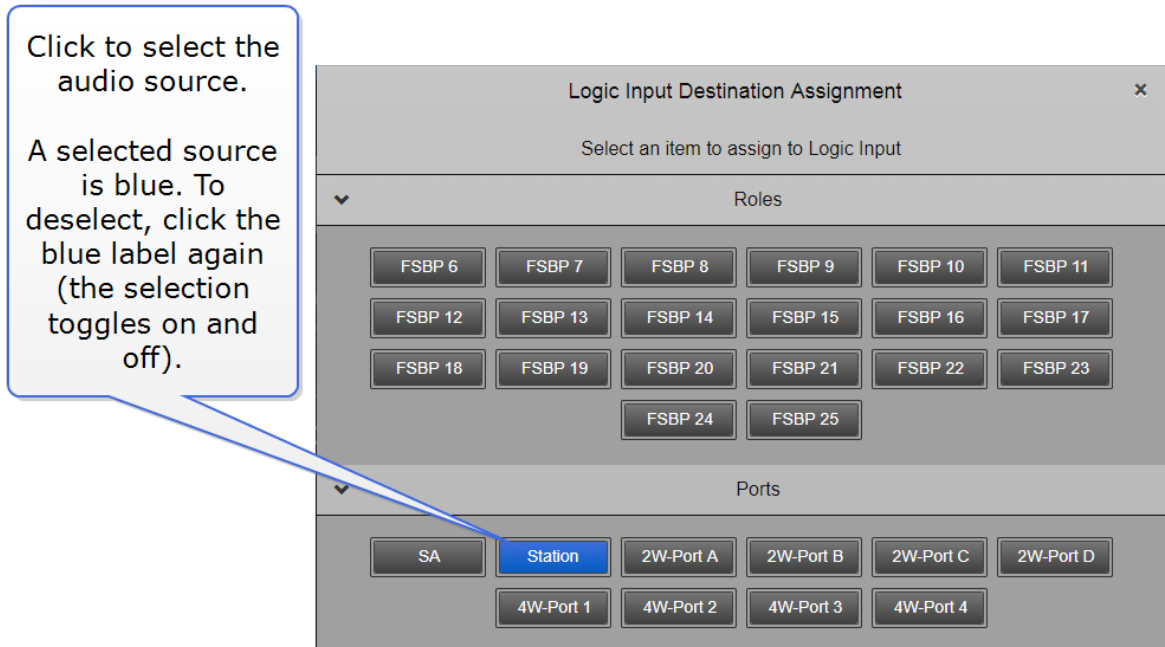 Click to select the
audio source.
A selected source
is blue. To
deselect, click the
blue label again
(the selection
toggles on and
off).
Logic Input Destination Assignment ×
Select an item to assign to Logic Input
Roles
FSBP 6 FSBP 7 FSBP 8 FSBP 9 FSBP 10 FSBP 11
FSBP 12 FSBP 13 FSBP 14 FSBP 15 FSBP 16 FSBP 17
FSBP 18 FSBP 19 FSBP 20 FSBP 21 FSBP 22 FSBP 23
FSBP 24 FSBP 25
Ports
SA Station 2W-Port A 2W-Port B 2W-Port C 2W-Port D
4W-Port 1 4W-Port 2 4W-Port 3 4W-Port 4